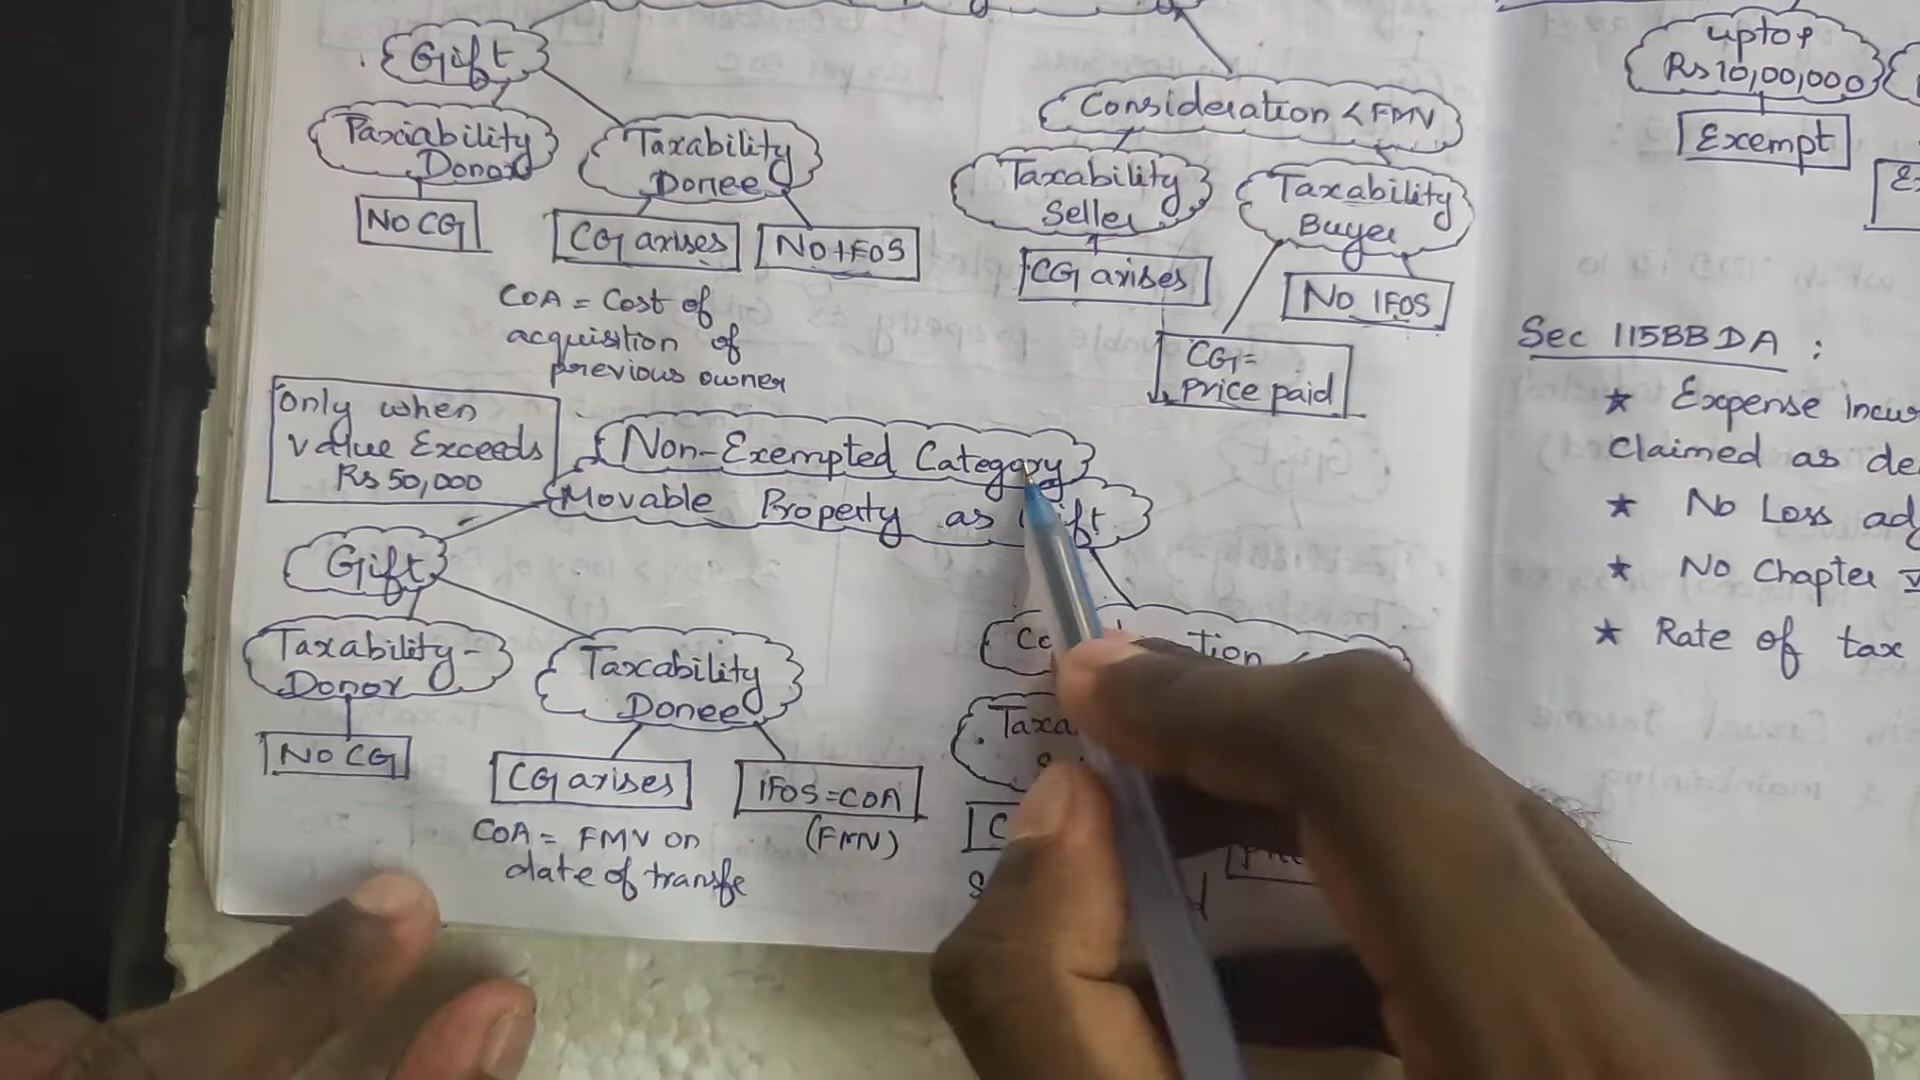 Gift
Paxiability
Donor
NO CG
Taxability
Donee
CG arises
NO IFOS
COA = Cost of
acquisition of
previous owner
Consideration < FMV
Taxability
Seller
CG arises
Taxability
Buyer
NO IFOS
CG =
Price paid
only when
value Exceeds
Rs 50,000
Non-Exempted Category
Movable Property as
Gift
Taxability -
Donor
NO CG
Taxability
Donee
CG arises
COA = FMV on
date of transfe
IFOS = COA
(FMV)
upto
Rs 10,00,000
Exempt
Sec 115BBDA :
★ Expense incur
Claimed as de
★ No Loss adj
★ No Chapter V
★ Rate of tax